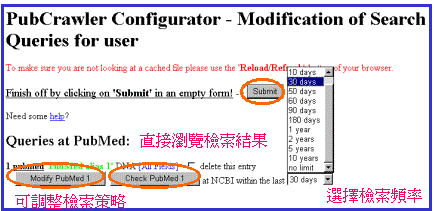 PubCrawler Configurator - Modification of Search
Queries for user
To make sure you are not looking at a cached file please use the 'Reload/Refresh' button of your browser.
Finish off by clicking on 'Submit' in an empty form! - Submit
Need some help?
10 days
30 days
50 days
60 days
90 days
180 days
1 year
2 years
5 years
10 years
no limit
Queries at PubMed: 直接瀏覽檢索結果
1 pubmed 'PubMed alias 1' DNA [All Fields] delete this entry
Modify PubMed 1 Check PubMed 1 at NCBI within the last 30 days
可調整檢索策略 選擇檢索頻率